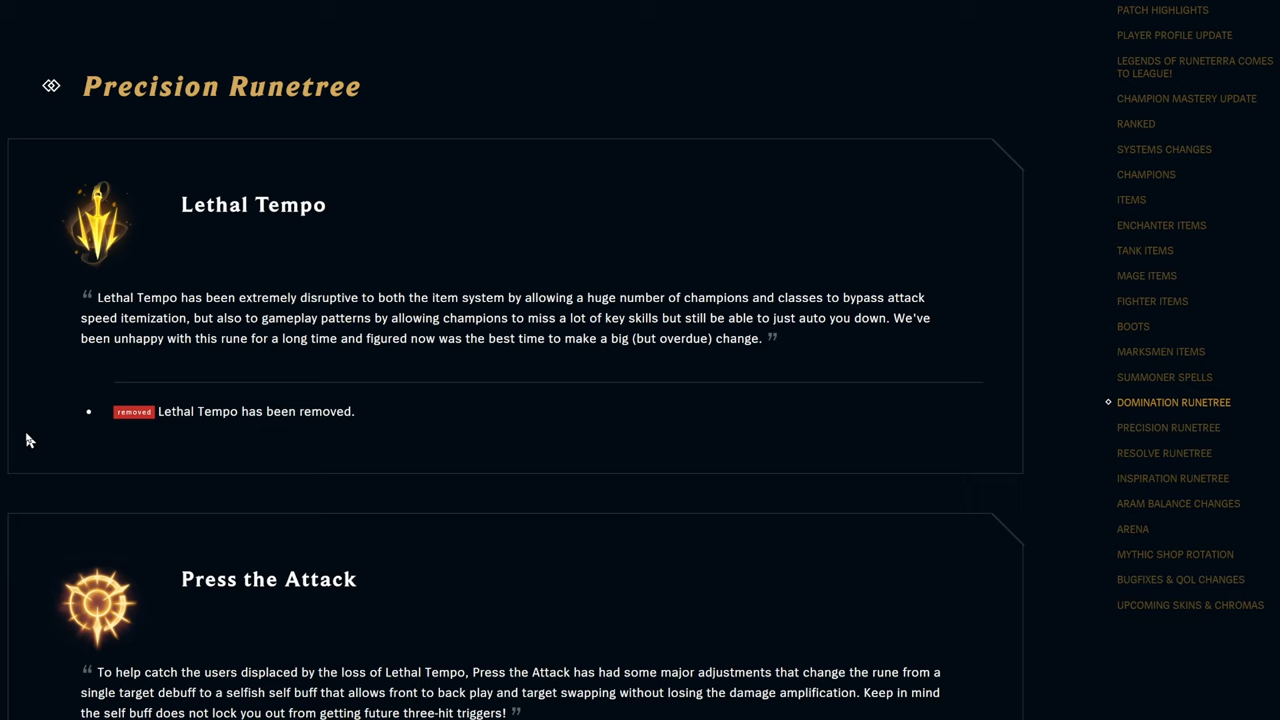 Precision Runetree
Lethal Tempo
“ Lethal Tempo has been extremely disruptive to both the item system by allowing a huge number of champions and classes to bypass attack
speed itemization, but also to gameplay patterns by allowing champions to miss a lot of key skills but still be able to just auto you down. We've
been unhappy with this rune for a long time and figured now was the best time to make a big (but overdue) change. ”
• removed Lethal Tempo has been removed.
Press the Attack
“ To help catch the users displaced by the loss of Lethal Tempo, Press the Attack has had some major adjustments that change the rune from a
single target debuff to a selfish self buff that allows front to back play and target swapping without losing the damage amplification. Keep in mind
the self buff does not lock you out from getting future three-hit triggers! ”
PATCH HIGHLIGHTS
PLAYER PROFILE UPDATE
LEGENDS OF RUNETERRA COMES
TO LEAGUE!
CHAMPION MASTERY UPDATE
RANKED
SYSTEMS CHANGES
CHAMPIONS
ITEMS
ENCHANTER ITEMS
TANK ITEMS
MAGE ITEMS
FIGHTER ITEMS
BOOTS
MARKSMEN ITEMS
SUMMONER SPELLS
DOMINATION RUNETREE
PRECISION RUNETREE
RESOLVE RUNETREE
INSPIRATION RUNETREE
ARAM BALANCE CHANGES
ARENA
MYTHIC SHOP ROTATION
BUGFIXES & QOL CHANGES
UPCOMING SKINS & CHROMAS